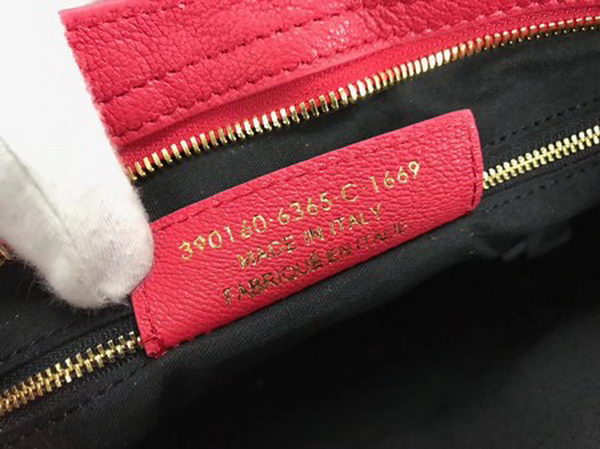 390160·6365·C·1669
MADE IN ITALY
FABRIQUÉ EN ITALIE